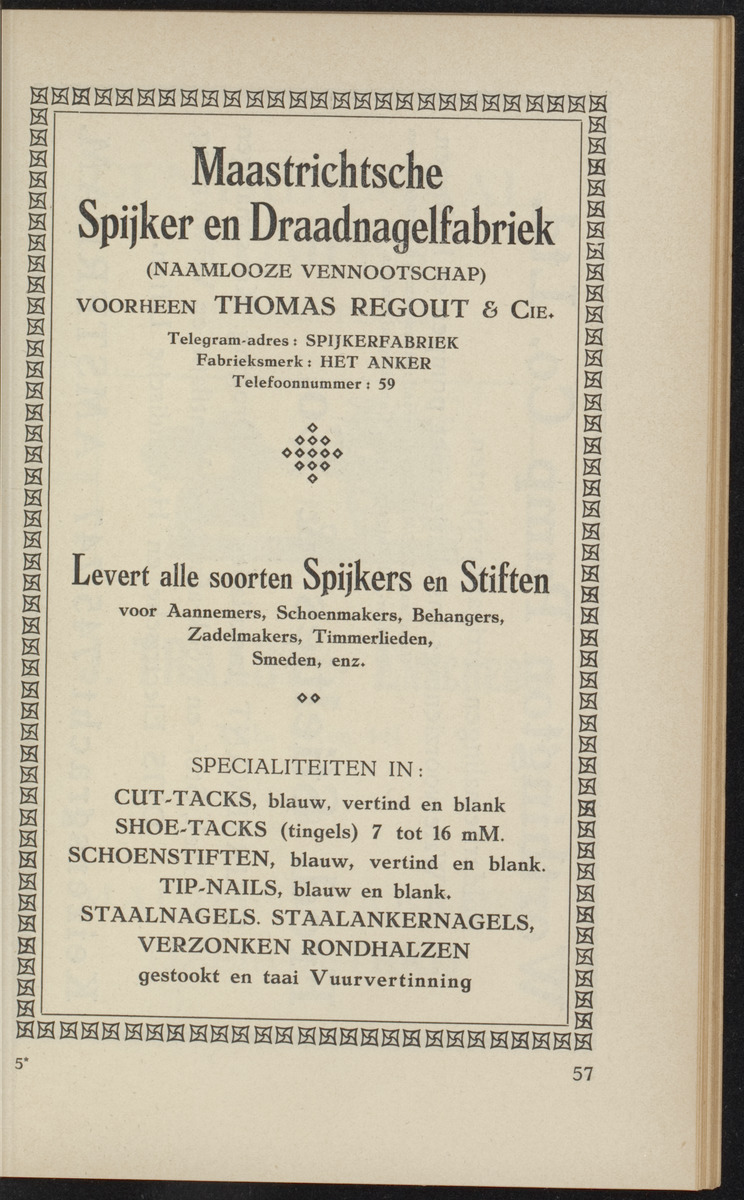 Maastrichtsche
Spijker en Draadnagelfabriek
(NAAMLOOZE VENNOOTSCHAP)
VOORHEEN THOMAS REGOUT & CIE.
Telegram-adres: SPIJKERFABRIEK
Fabrieksmerk: HET ANKER
Telefoonnummer: 59
Levert alle soorten Spijkers en Stiften
voor Aannemers, Schoenmakers, Behangers,
Zadelmakers, Timmerlieden,
Smeden, enz.
SPECIALITEITEN IN:
CUT-TACKS, blauw, vertind en blank
SHOE-TACKS (tingels) 7 tot 16 mM.
SCHOENSTIFTEN, blauw, vertind en blank.
TIP-NAILS, blauw en blank.
STAALNAGELS. STAALANKERNAGELS,
VERZONKEN RONDHALZEN
gestookt en taai Vuurvertinning
5*
57